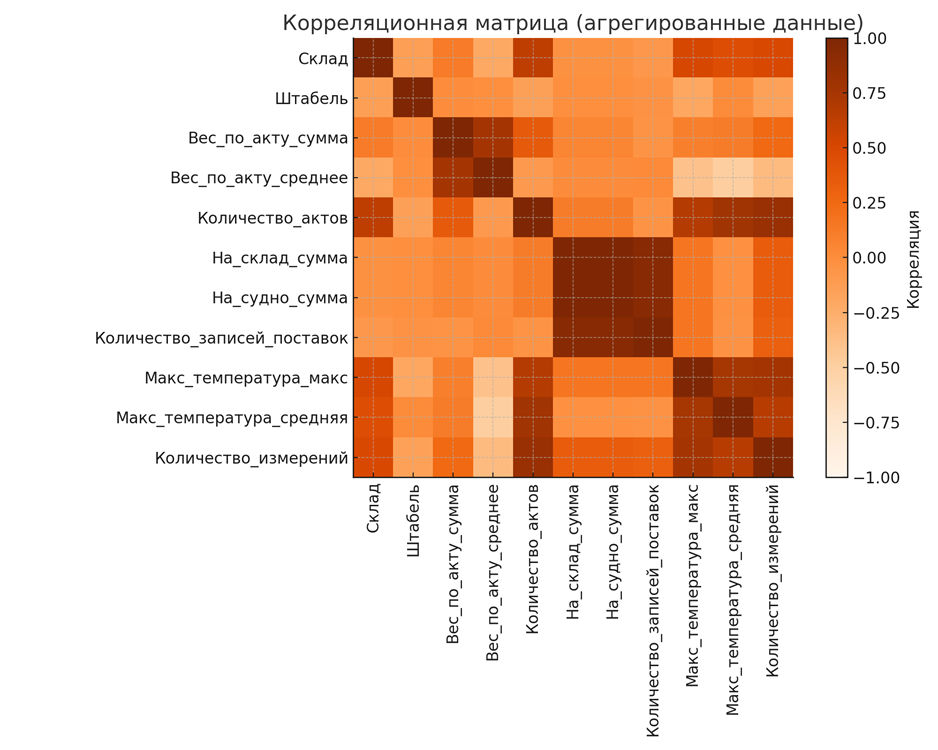 Корреляционная матрица (агрегированные данные)
Склад
Штабель
Вес_по_акту_сумма
Вес_по_акту_среднее
Количество_актов
На_склад_сумма
На_судно_сумма
Количество_записей_поставок
Макс_температура_макс
Макс_температура_средняя
Количество_измерений
Склад
Штабель
Вес_по_акту_сумма
Вес_по_акту_среднее
Количество_актов
На_склад_сумма
На_судно_сумма
Количество_записей_поставок
Макс_температура_макс
Макс_температура_средняя
Количество_измерений
1.00
0.75
0.50
0.25
0.00
−0.25
−0.50
−0.75
−1.00
Корреляция